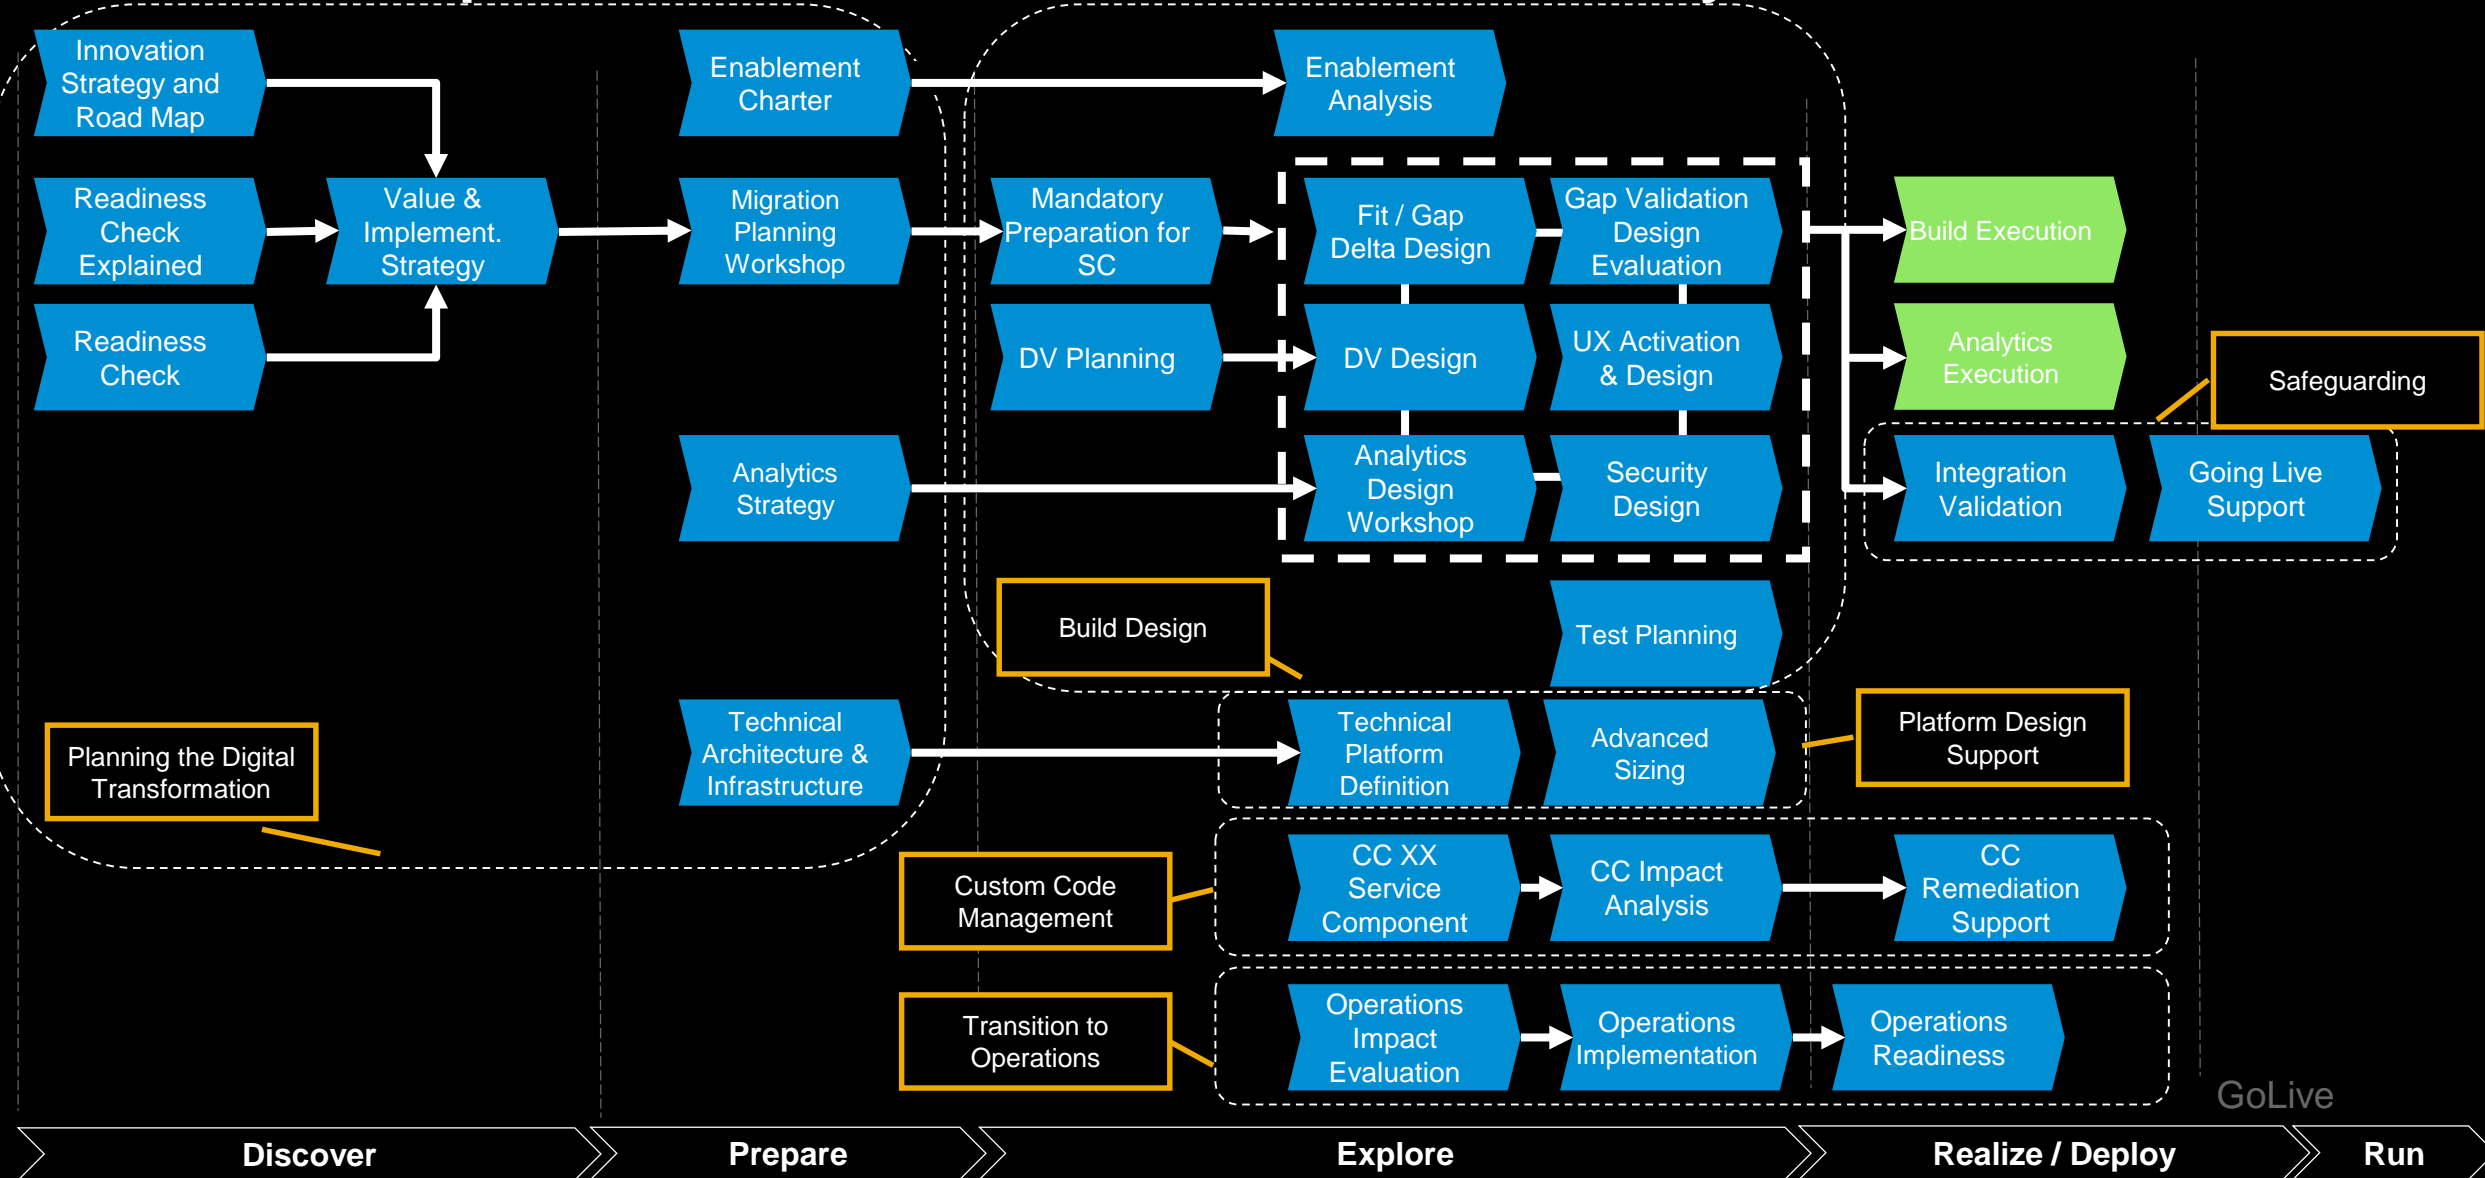 Innovation
Strategy and
Road Map
Enablement
Charter
Enablement
Analysis
Readiness
Check
Explained
Value &
Implement.
Strategy
Migration
Planning
Workshop
Mandatory
Preparation for
SC
Fit / Gap
Delta Design
Gap Validation
Design
Evaluation
Build Execution
Readiness
Check
DV Planning
DV Design
UX Activation
& Design
Analytics
Execution
Safeguarding
Analytics
Strategy
Analytics
Design
Workshop
Security
Design
Integration
Validation
Going Live
Support
Build Design
Test Planning
Planning the Digital
Transformation
Technical
Architecture &
Infrastructure
Technical
Platform
Definition
Advanced
Sizing
Platform Design
Support
Custom Code
Management
CC XX
Service
Component
CC Impact
Analysis
CC
Remediation
Support
Transition to
Operations
Operations
Impact
Evaluation
Operations
Implementation
Operations
Readiness
GoLive
Discover
Prepare
Explore
Realize / Deploy
Run